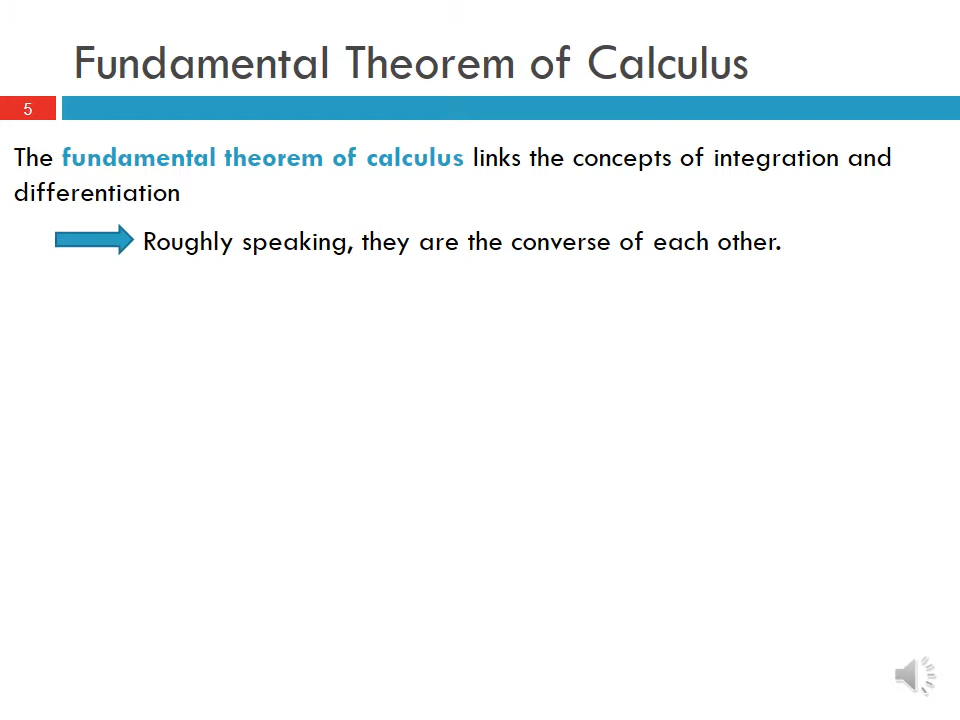 Fundamental Theorem of Calculus
5
The fundamental theorem of calculus links the concepts of integration and
differentiation
Roughly speaking, they are the converse of each other.